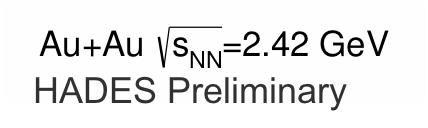 Au+Au √sNN=2.42 GeV
HADES Preliminary